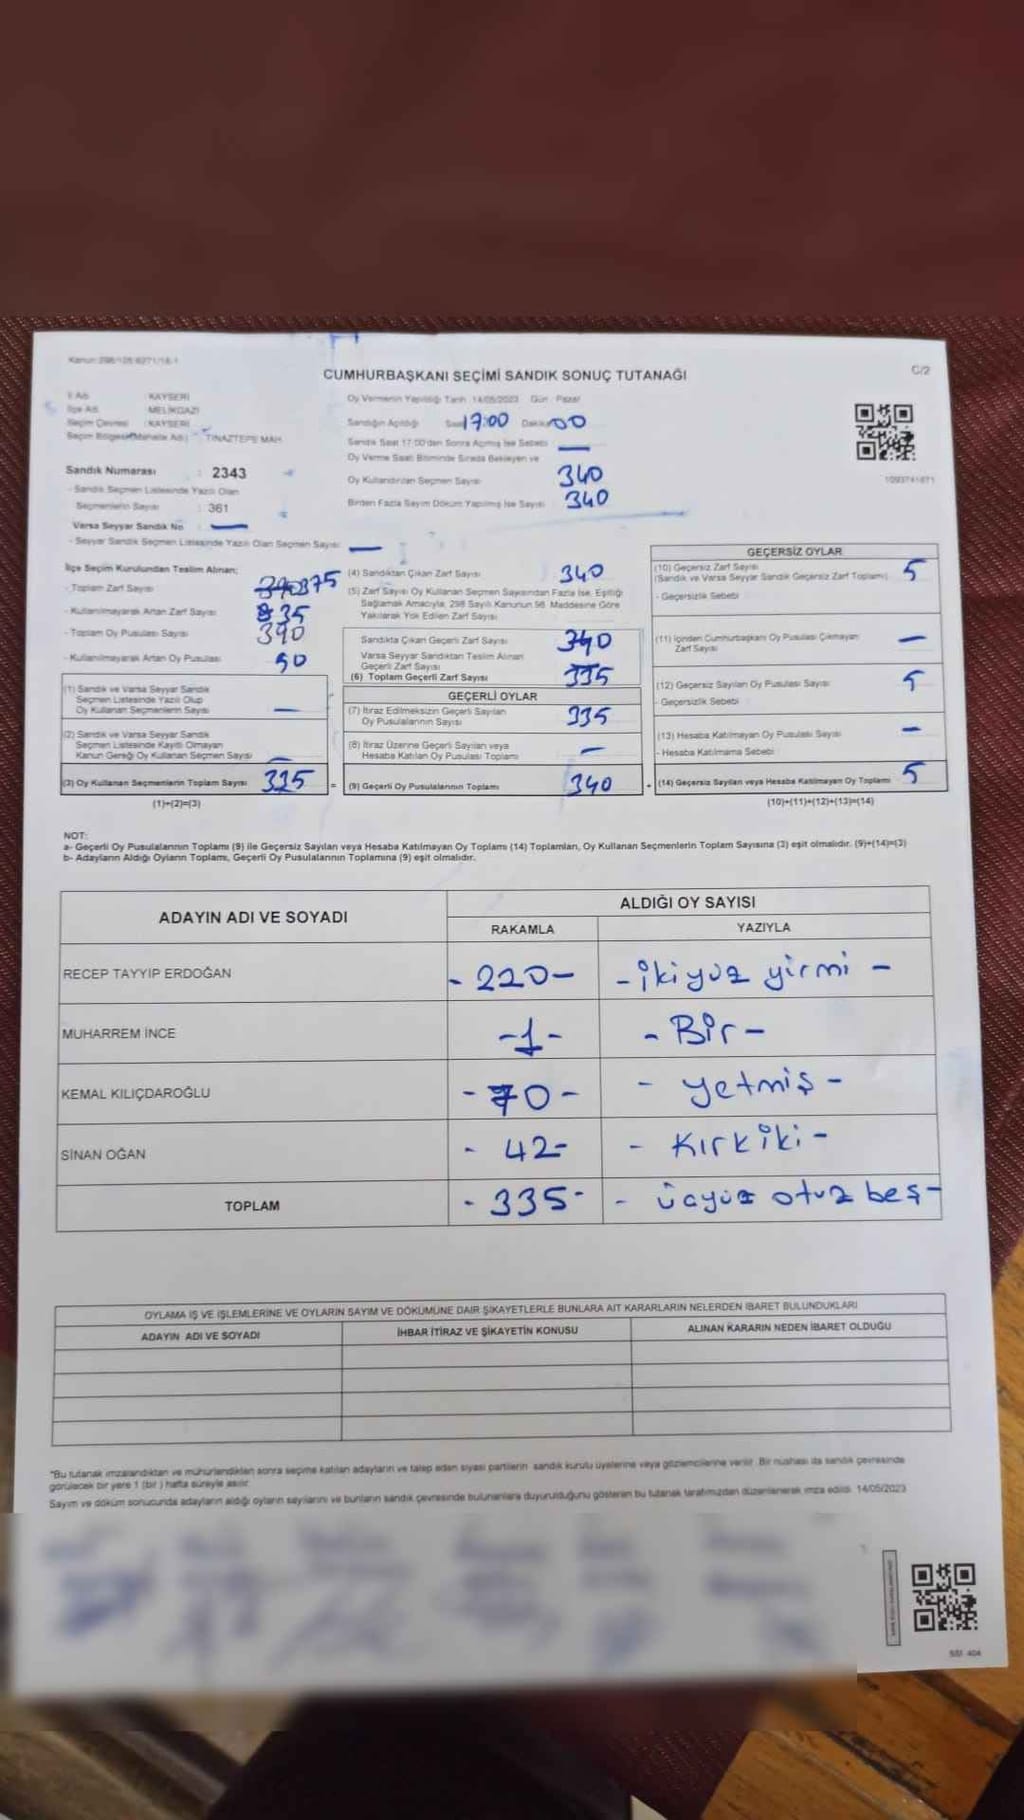 CUMHURBAŞKANI SEÇİMİ SANDIK SONUÇ TUTANAĞI
C/2
İl Adı : KAYSERİ
İlçe Adı : MELİKGAZİ
Seçim Çevresi : KAYSERİ
Seçim Bölgesi(Mahalle Adı) : TINAZTEPE MAH.
Sandık Numarası : 2343
- Sandık Seçmen Listesinde Yazılı Olan
Seçmenlerin Sayısı : 361
Varsa Seyyar Sandık No : —
- Seyyar Sandık Seçmen Listesinde Yazılı Olan Seçmen Sayısı —
Oy Vermenin Yapıldığı Tarih 14/05/2023 Gün : Pazar
Sandığın Açıldığı Saat 17:00 Dakika 00
Sandık Saat 17:00'den Sonra Açılmış İse Sebebi —
Oy Verme Saati Bitiminde Sırada Bekleyen ve
Oy Kullandırılan Seçmen Sayısı 340
Birden Fazla Sayım Döküm Yapılmış İse Sayısı 340
İlçe Seçim Kurulundan Teslim Alınan;
- Toplam Zarf Sayısı 375
- Kullanılmayarak Artan Zarf Sayısı 35
- Toplam Oy Pusulası Sayısı 390
- Kullanılmayarak Artan Oy Pusulası 50
(1) Sandık ve Varsa Seyyar Sandık
Seçmen Listesinde Yazılı Olup
Oy Kullanan Seçmenlerin Sayısı —
(2) Sandık ve Varsa Seyyar Sandık
Seçmen Listesinde Kayıtlı Olmayan
Kanun Gereği Oy Kullanan Seçmen Sayısı —
(3) Oy Kullanan Seçmenlerin Toplam Sayısı 335
(1)+(2)=(3)
(4) Sandıktan Çıkan Zarf Sayısı 340
(5) Zarf Sayısı Oy Kullanan Seçmen Sayısından Fazla İse, Eşitliği
Sağlamak Amacıyla, 298 Sayılı Kanunun 98. Maddesine Göre
Yakılarak Yok Edilen Zarf Sayısı
Sandıkta Çıkan Geçerli Zarf Sayısı 340
Varsa Seyyar Sandıktan Teslim Alınan
Geçerli Zarf Sayısı
(6) Toplam Geçerli Zarf Sayısı 335
GEÇERLİ OYLAR
(7) İtiraz Edilmeksizin Geçerli Sayılan
Oy Pusulalarının Sayısı 335
(8) İtiraz Üzerine Geçerli Sayılan veya
Hesaba Katılan Oy Pusulası Toplamı —
= (9) Geçerli Oy Pusulalarının Toplamı 340
GEÇERSİZ OYLAR
(10) Geçersiz Zarf Sayısı
(Sandık ve Varsa Seyyar Sandık Geçersiz Zarf Toplamı) 5
- Geçersizlik Sebebi
(11) İçinden Cumhurbaşkanı Oy Pusulası Çıkmayan
Zarf Sayısı —
(12) Geçersiz Sayılan Oy Pusulası Sayısı 5
- Geçersizlik Sebebi
(13) Hesaba Katılmayan Oy Pusulası Sayısı —
- Hesaba Katılmama Sebebi
+ (14) Geçersiz Sayılan veya Hesaba Katılmayan Oy Toplamı 5
(10)+(11)+(12)+(13)=(14)
NOT:
a- Geçerli Oy Pusulalarının Toplamı (9) ile Geçersiz Sayılan veya Hesaba Katılmayan Oy Toplamı (14) Toplamları, Oy Kullanan Seçmenlerin Toplam Sayısına (3) eşit olmalıdır. (9)+(14)=(3)
b- Adayların Aldığı Oyların Toplamı, Geçerli Oy Pusulalarının Toplamına (9) eşit olmalıdır.
ADAYIN ADI VE SOYADI
ALDIĞI OY SAYISI
RAKAMLA YAZIYLA
RECEP TAYYİP ERDOĞAN - 220 - - ikiyüz yirmi -
MUHARREM İNCE -1- - Bir -
KEMAL KILIÇDAROĞLU - 70 - - yetmiş -
SİNAN OĞAN - 42- - Kırkiki -
TOPLAM - 335- - üçyüz otuz beş -
OYLAMA İŞ VE İŞLEMLERİNE VE OYLARIN SAYIM VE DÖKÜMÜNE DAİR ŞİKAYETLERLE BUNLARA AİT KARARLARIN NELERDEN İBARET BULUNDUKLARI
ADAYIN ADI VE SOYADI İHBAR İTİRAZ VE ŞİKAYETİN KONUSU ALINAN KARARIN NEDEN İBARET OLDUĞU
*Bu tutanak imzalandıktan ve mühürlendikten sonra seçime katılan adayların ve talep eden siyasi partilerin sandık kurulu üyelerine veya gözlemcilerine verilir. Bir nüshası da sandık çevresinde
görülecek bir yere 1 (bir) hafta süreyle asılır.
Sayım ve döküm sonucunda adayların aldığı oyların sayılarını ve bunların sandık çevresinde bulunanlara duyurulduğunu gösteren bu tutanak tarafımızdan düzenlenerek imza edildi. 14/05/2023